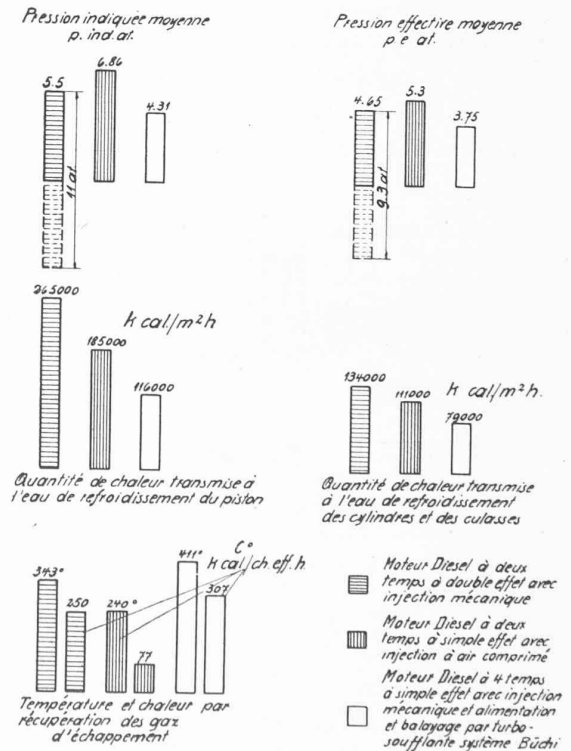 Pression indiquée moyenne
p. ind. at.
5.5
6.86
4.31
11 at
Pression effective moyenne
p. e at.
4.65
5.3
3.75
9.3 at
265000
k cal./m²h
185000
116000
Quantité de chaleur transmise à
l'eau de refroidissement du piston
134000
111000
k cal/m²h.
79000
Quantité de chaleur transmise
à l'eau de refroidissement
des cylindres et des culasses
C°
k cal./ch.eff.h.
343°
250
240°
77
411°
307
Température et chaleur par
récupération des gaz
d'échappement
Moteur Diesel à deux
temps à double effet avec
injection mécanique
Moteur Diesel à deux
temps à simple effet avec
injection à air comprimé
Moteur Diesel à 4 temps
à simple effet avec injection
mécanique et alimentation
et balayage par turbo-
soufflante système Büchi